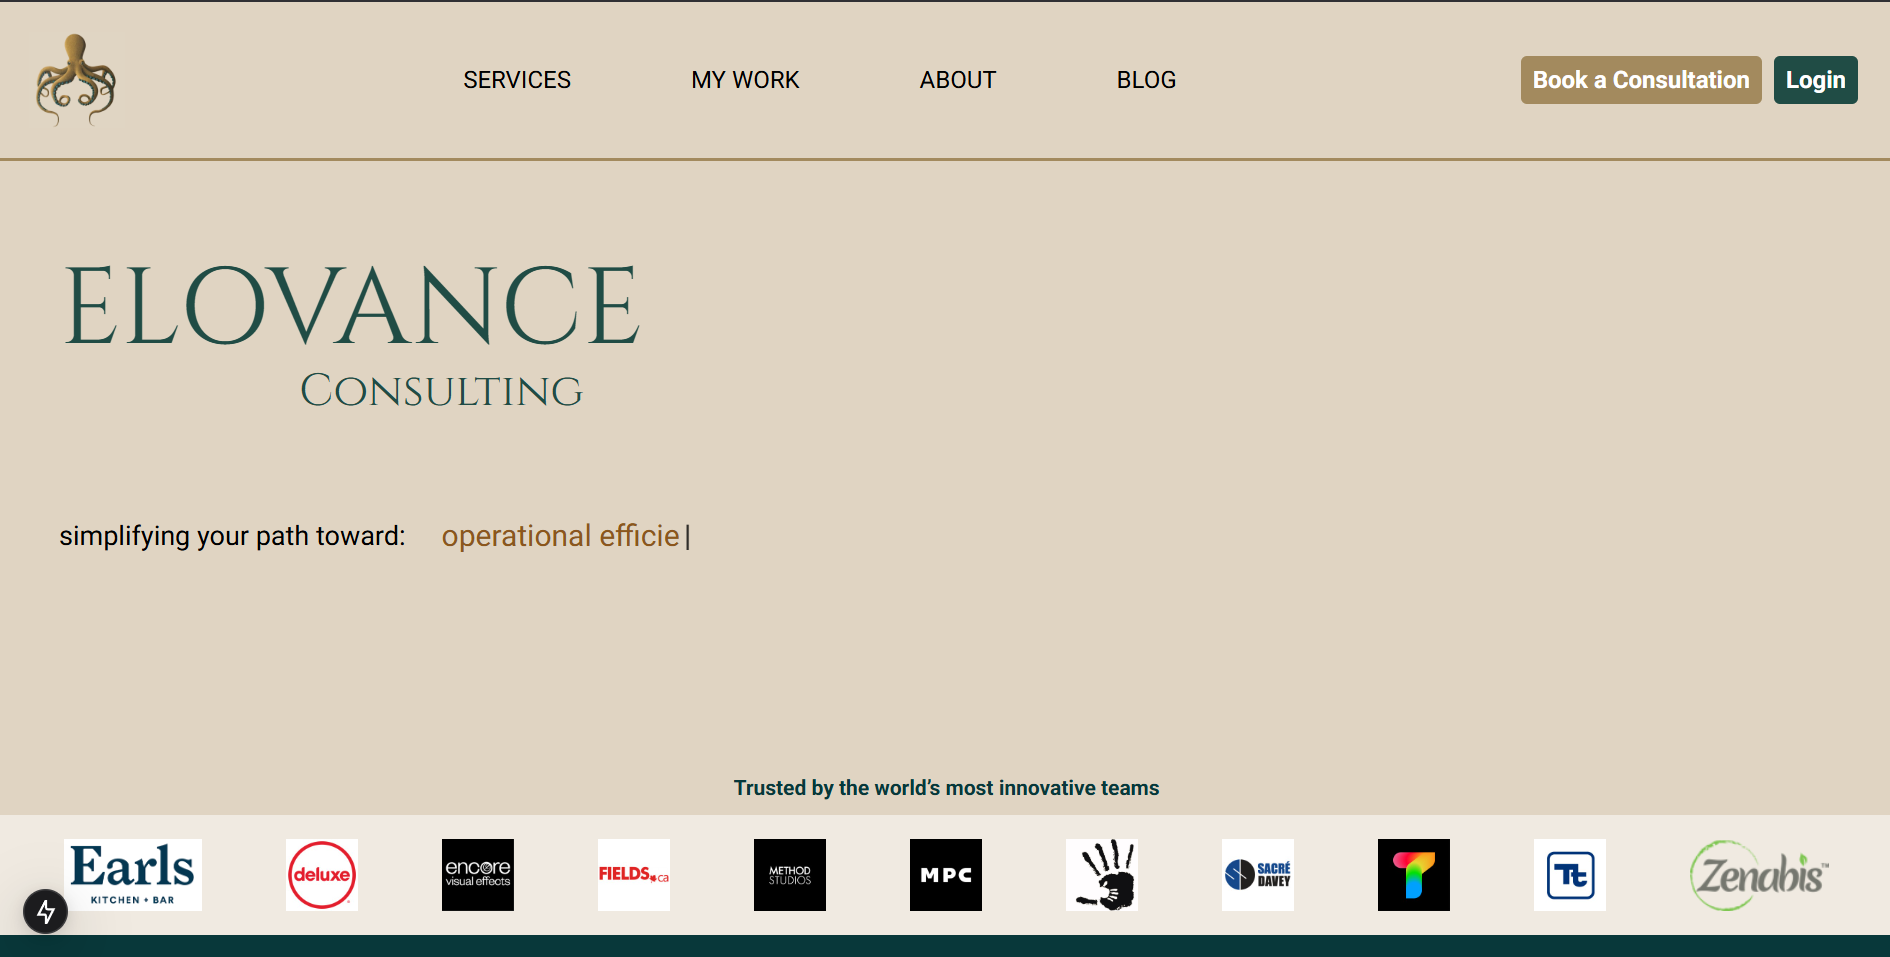 SERVICES MY WORK ABOUT BLOG Book a Consultation Login
ELOVANCE
CONSULTING
simplifying your path toward: operational efficie|
Trusted by the world’s most innovative teams
Earls
KITCHEN + BAR
deluxe
encore
visual effects
FIELDS.ca
METHOD
STUDIOS
MPC
SACRÉ
DAVEY
T
Tt
Zenabis™